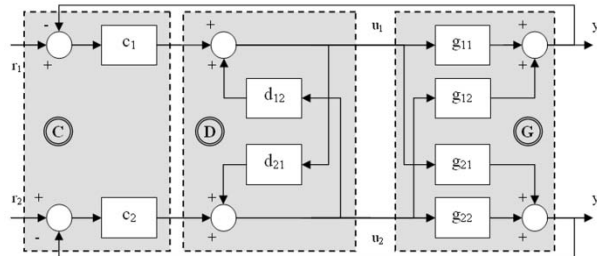 - u₁ y
c₁ + g₁₁ +
r₁ + + +
d₁₂ g₁₂
C D G
d₂₁ g₂₁
r₂ + + +
c₂ g₂₂ y
- + u₂ +